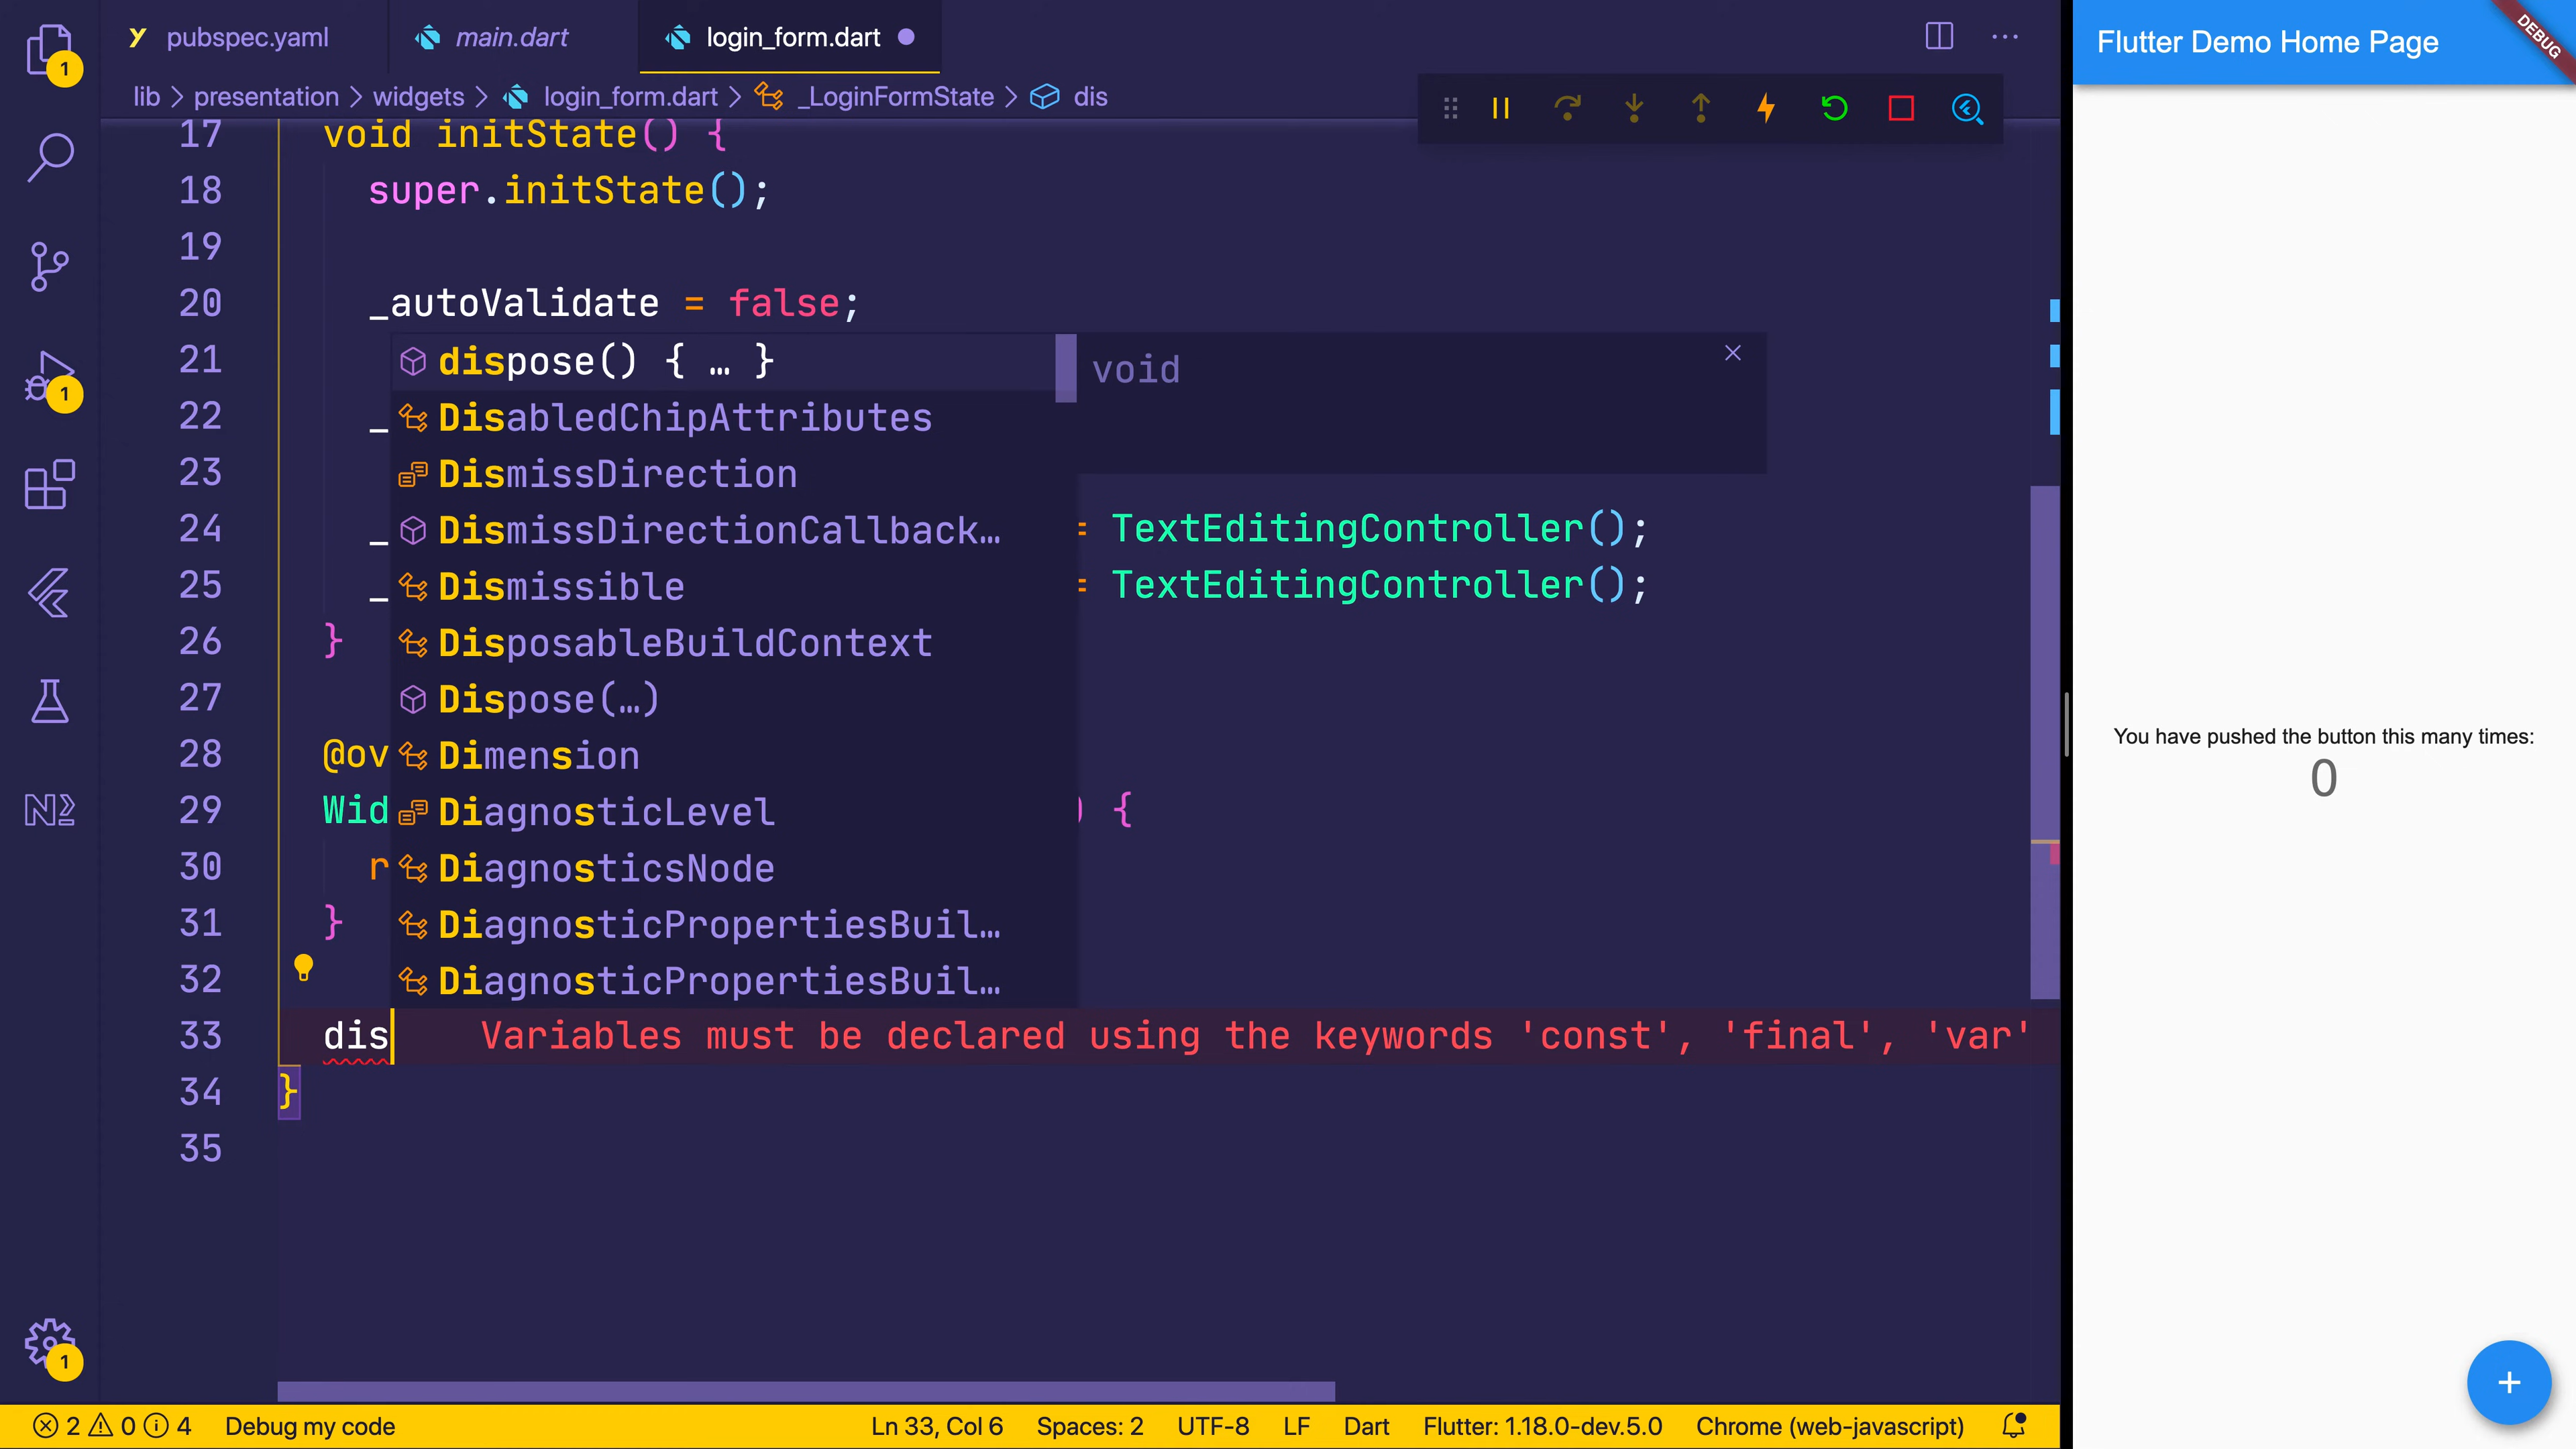 pubspec.yaml
main.dart
login_form.dart
Flutter Demo Home Page
DEBUG
lib > presentation > widgets > login_form.dart > _LoginFormState > dis
17 void initState() {
18 super.initState();
19
20 _autoValidate = false;
21 dispose() { … }
void
22 _ DisabledChipAttributes
23 DismissDirection
24 _ DismissDirectionCallback… = TextEditingController();
25 _ Dismissible = TextEditingController();
26 } DisposableBuildContext
27 Dispose(…)
28 @ov Dimension
29 Wid DiagnosticLevel ) {
30 r DiagnosticsNode
31 } DiagnosticPropertiesBuil…
32 DiagnosticPropertiesBuil…
33 dis Variables must be declared using the keywords 'const', 'final', 'var'
34 }
35
1
1
1
You have pushed the button this many times:
0
+
2 0 4 Debug my code Ln 33, Col 6 Spaces: 2 UTF-8 LF Dart Flutter: 1.18.0-dev.5.0 Chrome (web-javascript)